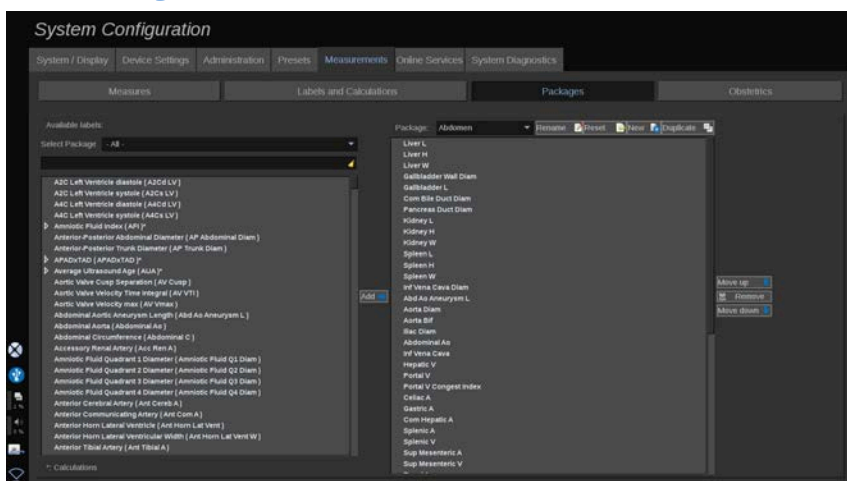 System Configuration
System / Display
Device Settings
Administration
Presets
Measurements
Online Services
System Diagnostics
Measures
Labels and Calculations
Packages
Obstetrics
Available labels:
Select Package - All -
A2C Left Ventricle diastole ( A2Cd LV )
A2C Left Ventricle systole ( A2Cs LV )
A4C Left Ventricle diastole ( A4Cd LV )
A4C Left Ventricle systole ( A4Cs LV )
Amniotic Fluid Index ( AFI )*
Anterior-Posterior Abdominal Diameter ( AP Abdominal Diam )
Anterior-Posterior Trunk Diameter ( AP Trunk Diam )
APADxTAD ( APADxTAD )*
Average Ultrasound Age ( AUA )*
Aortic Valve Cusp Separation ( AV Cusp )
Aortic Valve Velocity Time Integral ( AV VTI )
Aortic Valve Velocity max ( AV Vmax )
Abdominal Aortic Aneurysm Length ( Abd Ao Aneurysm L )
Abdominal Aorta ( Abdominal Ao )
Abdominal Circumference ( Abdominal C )
Accessory Renal Artery ( Acc Ren A )
Amniotic Fluid Quadrant 1 Diameter ( Amniotic Fluid Q1 Diam )
Amniotic Fluid Quadrant 2 Diameter ( Amniotic Fluid Q2 Diam )
Amniotic Fluid Quadrant 3 Diameter ( Amniotic Fluid Q3 Diam )
Amniotic Fluid Quadrant 4 Diameter ( Amniotic Fluid Q4 Diam )
Anterior Cerebral Artery ( Ant Cereb A )
Anterior Communicating Artery ( Ant Com A )
Anterior Horn Lateral Ventricle ( Ant Horn Lat Vent )
Anterior Horn Lateral Ventricular Width ( Ant Horn Lat Vent W )
Anterior Tibial Artery ( Ant Tibial A )
*: Calculations
Add
Package: Abdomen
Rename
Reset
New
Duplicate
Liver L
Liver H
Liver W
Gallbladder Wall Diam
Gallbladder L
Com Bile Duct Diam
Pancreas Duct Diam
Kidney L
Kidney H
Kidney W
Spleen L
Spleen H
Spleen W
Inf Vena Cava Diam
Abd Ao Aneurysm L
Aorta Diam
Aorta Bif
Iliac Diam
Abdominal Ao
Inf Vena Cava
Hepatic V
Portal V
Portal V Congest Index
Celiac A
Gastric A
Com Hepatic A
Splenic A
Splenic V
Sup Mesenteric A
Sup Mesenteric V
Move up
Remove
Move down